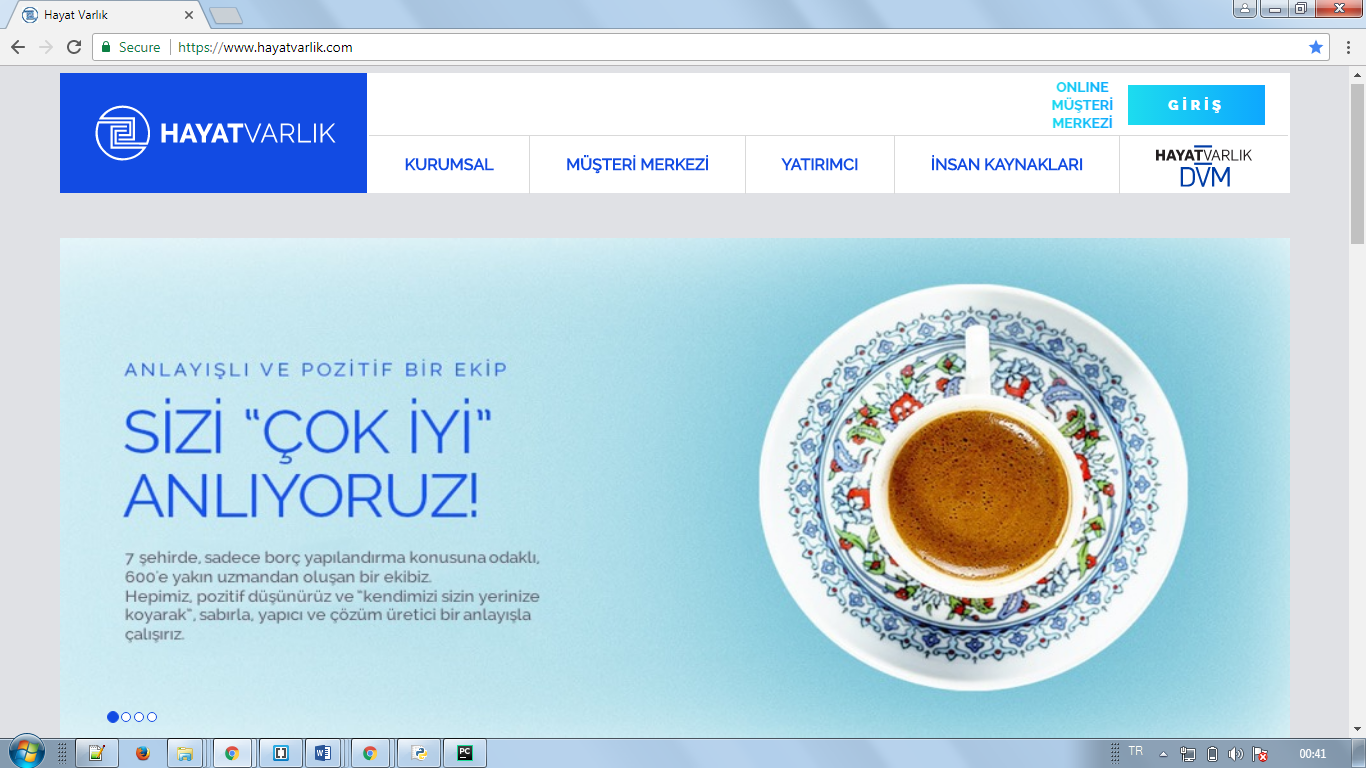 Hayat Varlık
Secure
https://www.hayatvarlik.com
HAYATVARLIK
ONLINE
MÜŞTERİ
MERKEZİ
GİRİŞ
KURUMSAL
MÜŞTERİ MERKEZİ
YATIRIMCI
İNSAN KAYNAKLARI
HAYATVARLIK
DVM
ANLAYIŞLI VE POZİTİF BİR EKİP
SİZİ “ÇOK İYİ”
ANLIYORUZ!
7 şehirde, sadece borç yapılandırma konusuna odaklı,
600'e yakın uzmandan oluşan bir ekibiz.
Hepimiz, pozitif düşünürüz ve “kendimizi sizin yerinize
koyarak”, sabırla, yapıcı ve çözüm üretici bir anlayışla
çalışırız.
TR
00:41